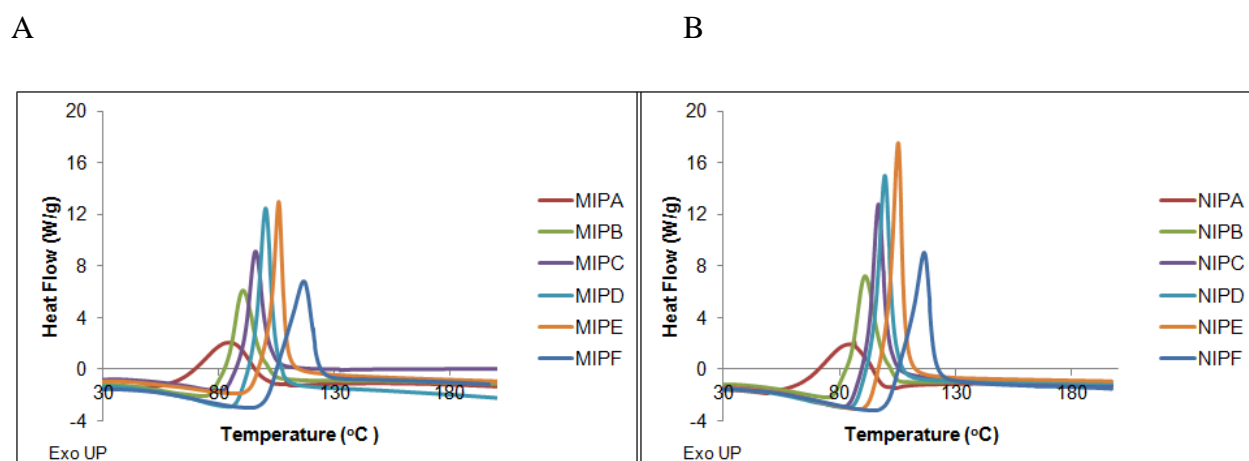 A
B
20
16
12
8
4
0
-4
30
80
130
180
Heat Flow (W/g)
Temperature (ºC )
Exo UP
MIPA
MIPB
MIPC
MIPD
MIPE
MIPF
20
16
12
8
4
0
-4
30
80
130
180
Heat Flow (W/g)
Temperature (ºC)
Exo UP
NIPA
NIPB
NIPC
NIPD
NIPE
NIPF